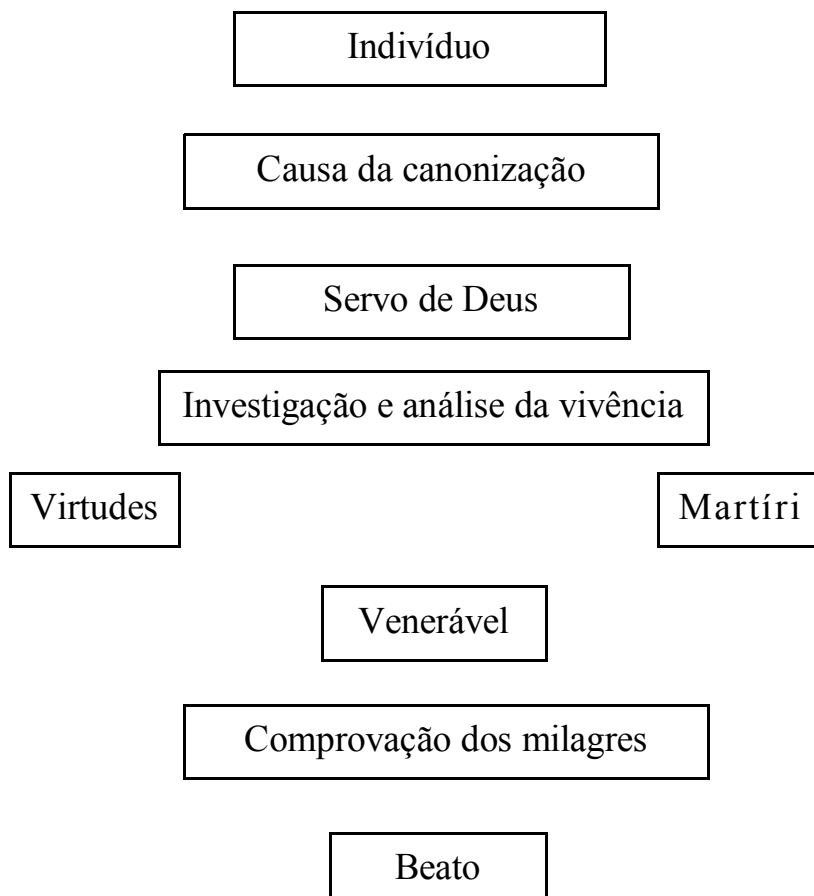 Indivíduo
Causa da canonização
Servo de Deus
Investigação e análise da vivência
Virtudes
Martíri
Venerável
Comprovação dos milagres
Beato